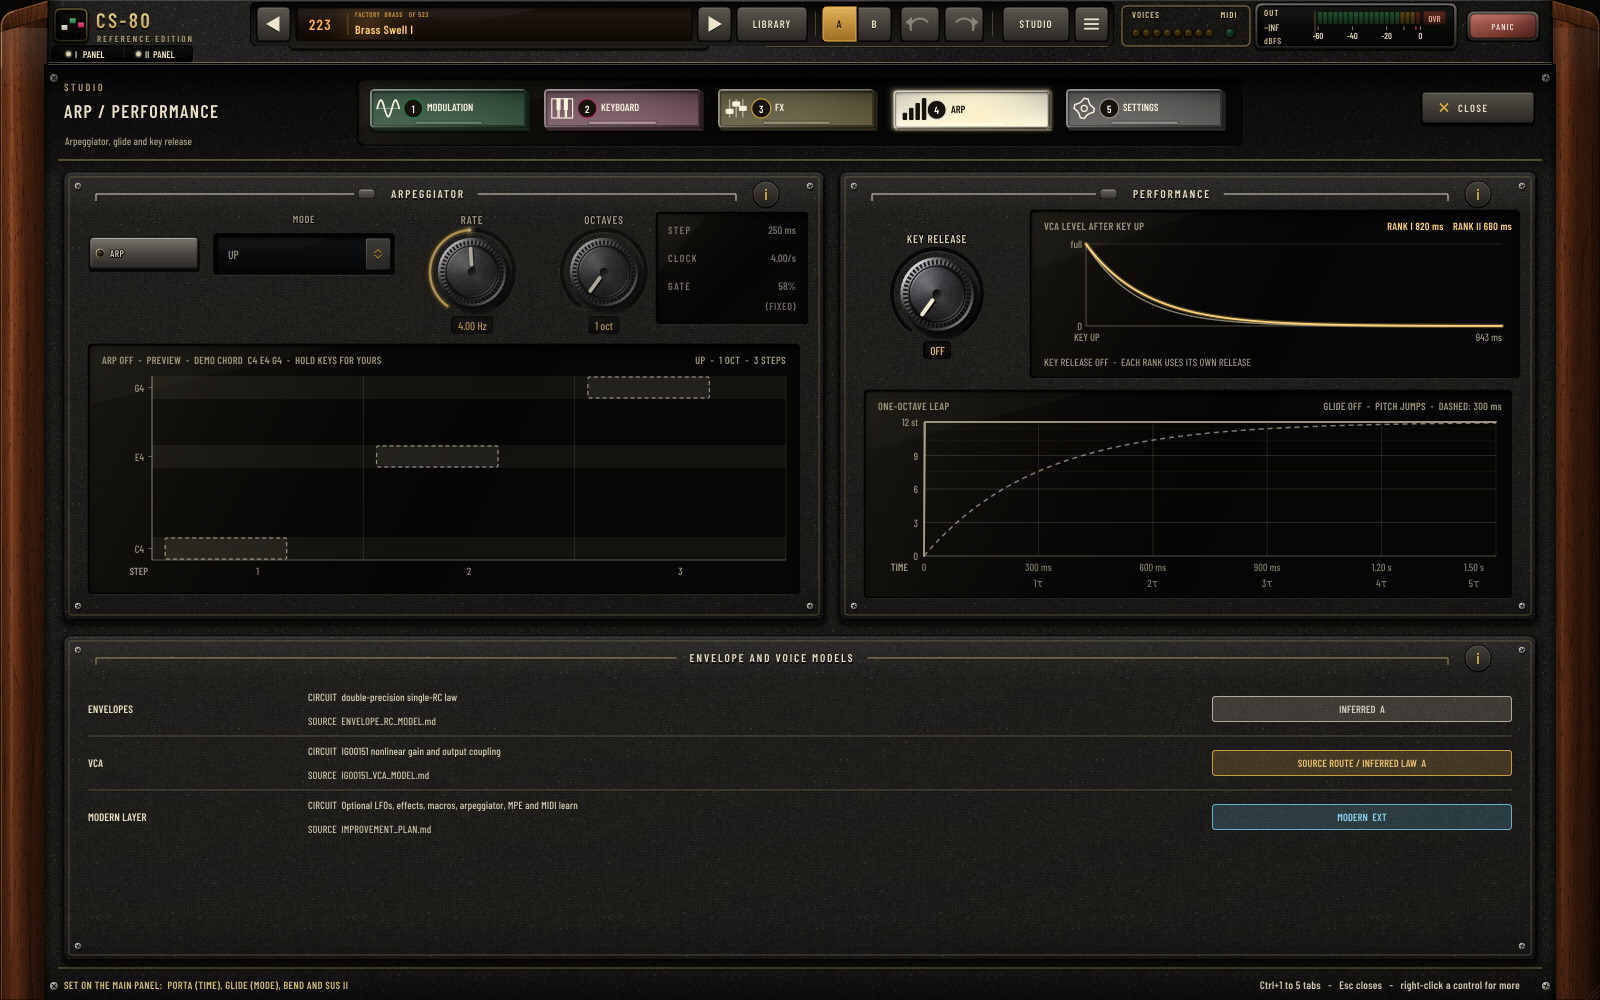 CS-80
REFERENCE EDITION
I PANEL II PANEL
223
FACTORY BRASS OF 523
Brass Swell I
LIBRARY
A B
STUDIO
VOICES MIDI
OUT
-INF
dBFS
-60 -40 -20 0
OVR
PANIC
STUDIO
ARP / PERFORMANCE
Arpeggiator, glide and key release
1 MODULATION
2 KEYBOARD
3 FX
4 ARP
5 SETTINGS
CLOSE
ARPEGGIATOR
i
MODE
RATE
OCTAVES
ARP
UP
4.00 Hz
1 oct
STEP 250 ms
CLOCK 4.00/s
GATE 58%
(FIXED)
ARP OFF - PREVIEW - DEMO CHORD C4 E4 G4 - HOLD KEYS FOR YOURS
UP - 1 OCT - 3 STEPS
G4
E4
C4
STEP 1 2 3
PERFORMANCE
i
KEY RELEASE
OFF
VCA LEVEL AFTER KEY UP
RANK I 820 ms RANK II 680 ms
full
0
KEY UP 943 ms
KEY RELEASE OFF - EACH RANK USES ITS OWN RELEASE
ONE-OCTAVE LEAP
GLIDE OFF - PITCH JUMPS - DASHED: 300 ms
12 st
9
6
3
0
TIME 0 300 ms 600 ms 900 ms 1.20 s 1.50 s
1τ 2τ 3τ 4τ 5τ
ENVELOPE AND VOICE MODELS
i
ENVELOPES
CIRCUIT double-precision single-RC law
SOURCE ENVELOPE_RC_MODEL.md
INFERRED A
VCA
CIRCUIT IG00151 nonlinear gain and output coupling
SOURCE IG00151_VCA_MODEL.md
SOURCE ROUTE / INFERRED LAW A
MODERN LAYER
CIRCUIT Optional LFOs, effects, macros, arpeggiator, MPE and MIDI learn
SOURCE IMPROVEMENT_PLAN.md
MODERN EXT
SET ON THE MAIN PANEL: PORTA (TIME), GLIDE (MODE), BEND AND SUS II
Ctrl+1 to 5 tabs - Esc closes - right-click a control for more